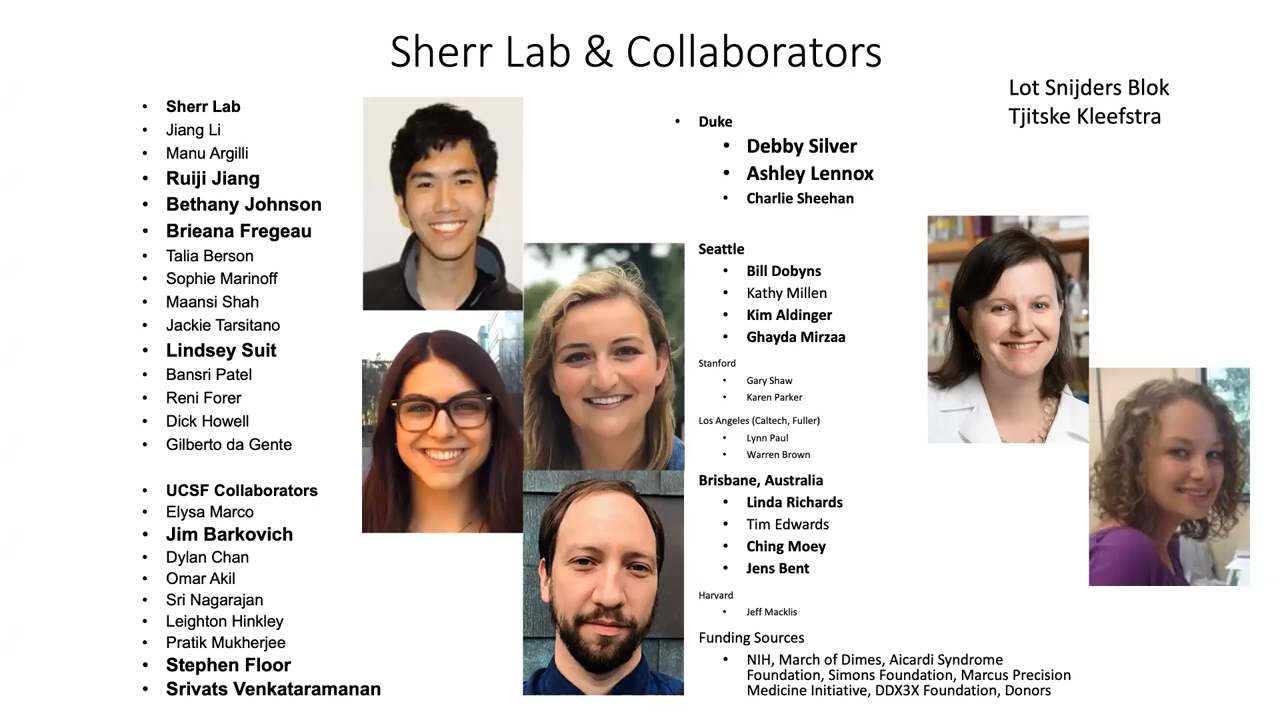 Sherr Lab & Collaborators
Lot Snijders Blok
Tjitske Kleefstra
• Sherr Lab
• Jiang Li
• Manu Argilli
• Ruiji Jiang
• Bethany Johnson
• Brieana Fregeau
• Talia Berson
• Sophie Marinoff
• Maansi Shah
• Jackie Tarsitano
• Lindsey Suit
• Bansri Patel
• Reni Forer
• Dick Howell
• Gilberto da Gente
• UCSF Collaborators
• Elysa Marco
• Jim Barkovich
• Dylan Chan
• Omar Akil
• Sri Nagarajan
• Leighton Hinkley
• Pratik Mukherjee
• Stephen Floor
• Srivats Venkataramanan
• Duke
• Debby Silver
• Ashley Lennox
• Charlie Sheehan
Seattle
• Bill Dobyns
• Kathy Millen
• Kim Aldinger
• Ghayda Mirzaa
Stanford
• Gary Shaw
• Karen Parker
Los Angeles (Caltech, Fuller)
• Lynn Paul
• Warren Brown
Brisbane, Australia
• Linda Richards
• Tim Edwards
• Ching Moey
• Jens Bent
Harvard
• Jeff Macklis
Funding Sources
• NIH, March of Dimes, Aicardi Syndrome
Foundation, Simons Foundation, Marcus Precision
Medicine Initiative, DDX3X Foundation, Donors